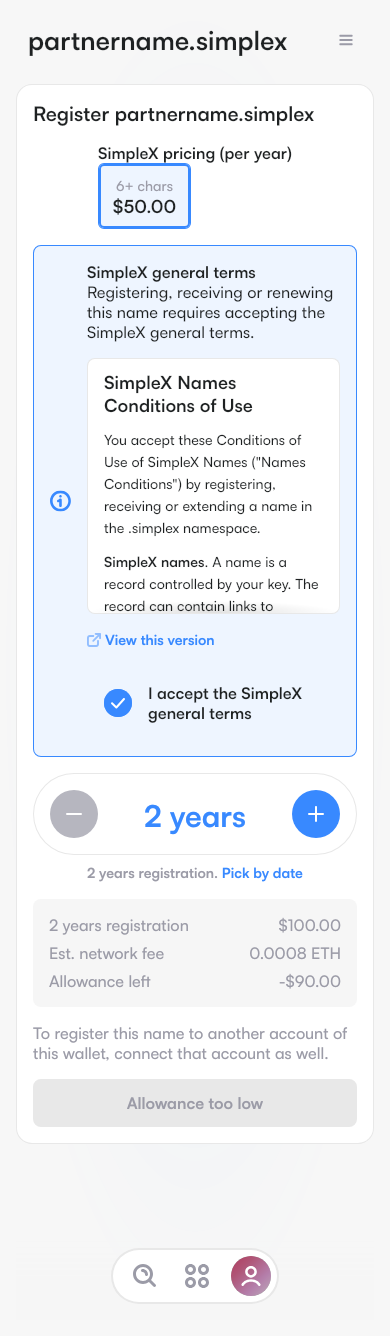 partnername.simplex
Register partnername.simplex
SimpleX pricing (per year)
6+ chars
$50.00
SimpleX general terms
Registering, receiving or renewing
this name requires accepting the
SimpleX general terms.
SimpleX Names
Conditions of Use
You accept these Conditions of
Use of SimpleX Names ("Names
Conditions") by registering,
receiving or extending a name in
the .simplex namespace.
SimpleX names. A name is a
record controlled by your key. The
record can contain links to
View this version
I accept the SimpleX
general terms
2 years
2 years registration. Pick by date
2 years registration $100.00
Est. network fee 0.0008 ETH
Allowance left -$90.00
To register this name to another account of
this wallet, connect that account as well.
Allowance too low